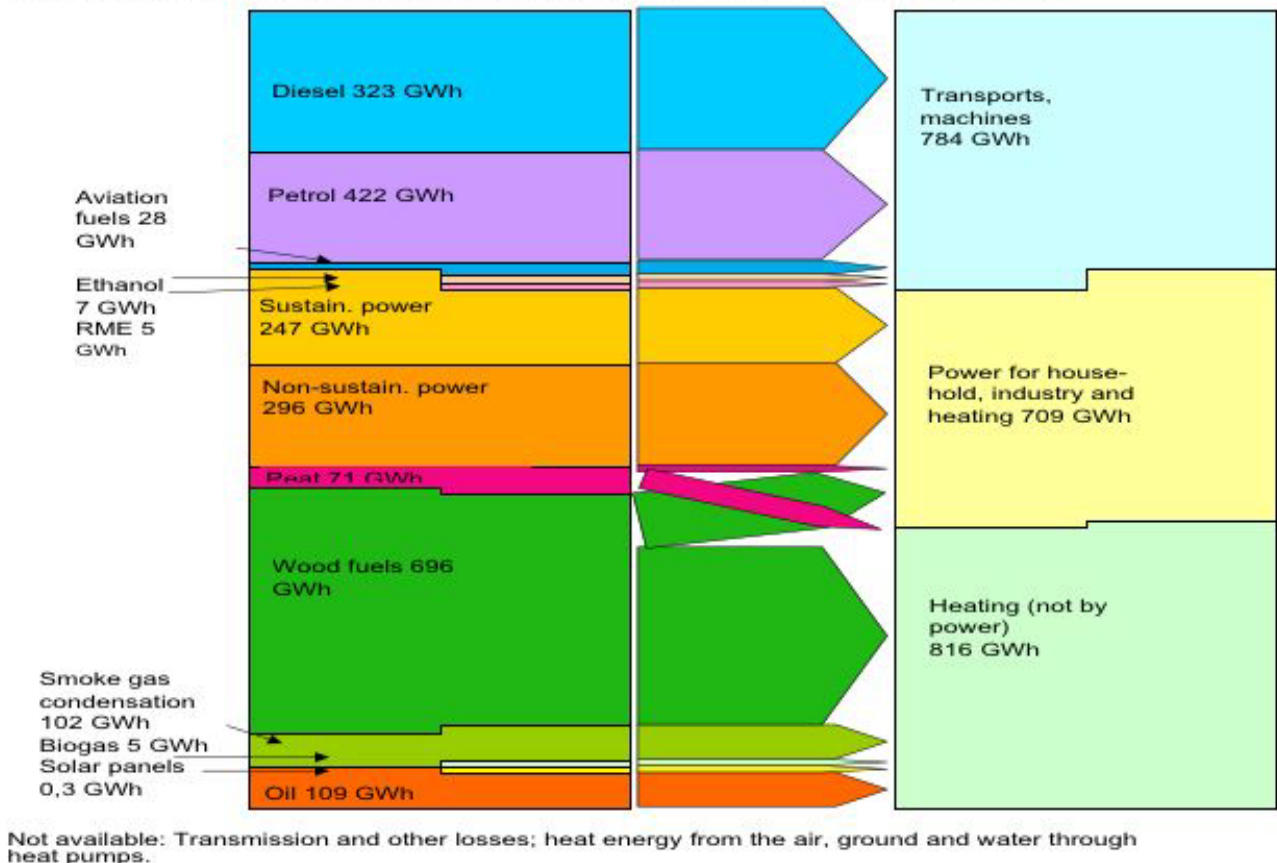 Diesel 323 GWh
Transports,
machines
784 GWh
Petrol 422 GWh
Aviation
fuels 28
GWh
Ethanol
7 GWh
RME 5
GWh
Sustain. power
247 GWh
Non-sustain. power
296 GWh
Power for house-
hold, industry and
heating 709 GWh
Peat 71 GWh
Wood fuels 696
GWh
Heating (not by
power)
816 GWh
Smoke gas
condensation
102 GWh
Biogas 5 GWh
Solar panels
0,3 GWh
Oil 109 GWh
Not available: Transmission and other losses; heat energy from the air, ground and water through
heat pumps.